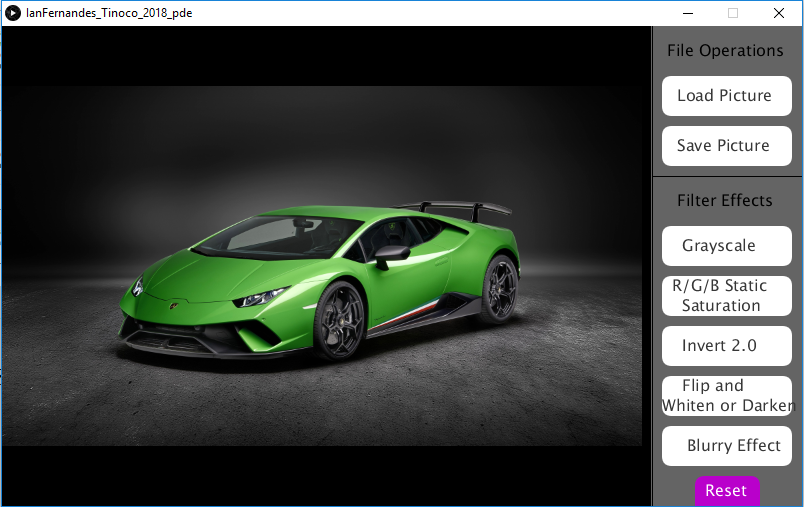 IanFernandes_Tinoco_2018_pde
File Operations
Load Picture
Save Picture
Filter Effects
Grayscale
R/G/B Static
Saturation
Invert 2.0
Flip and
Whiten or Darken
Blurry Effect
Reset